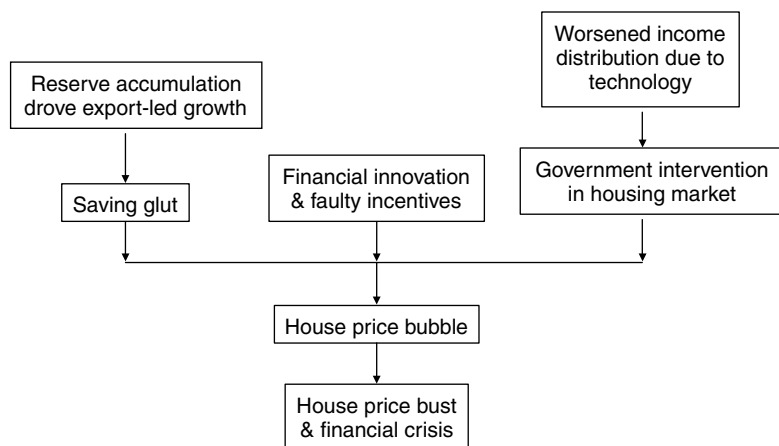 Worsened income
distribution due to
technology
Reserve accumulation
drove export-led growth
Government intervention
in housing market
Financial innovation
& faulty incentives
Saving glut
House price bubble
House price bust
& financial crisis